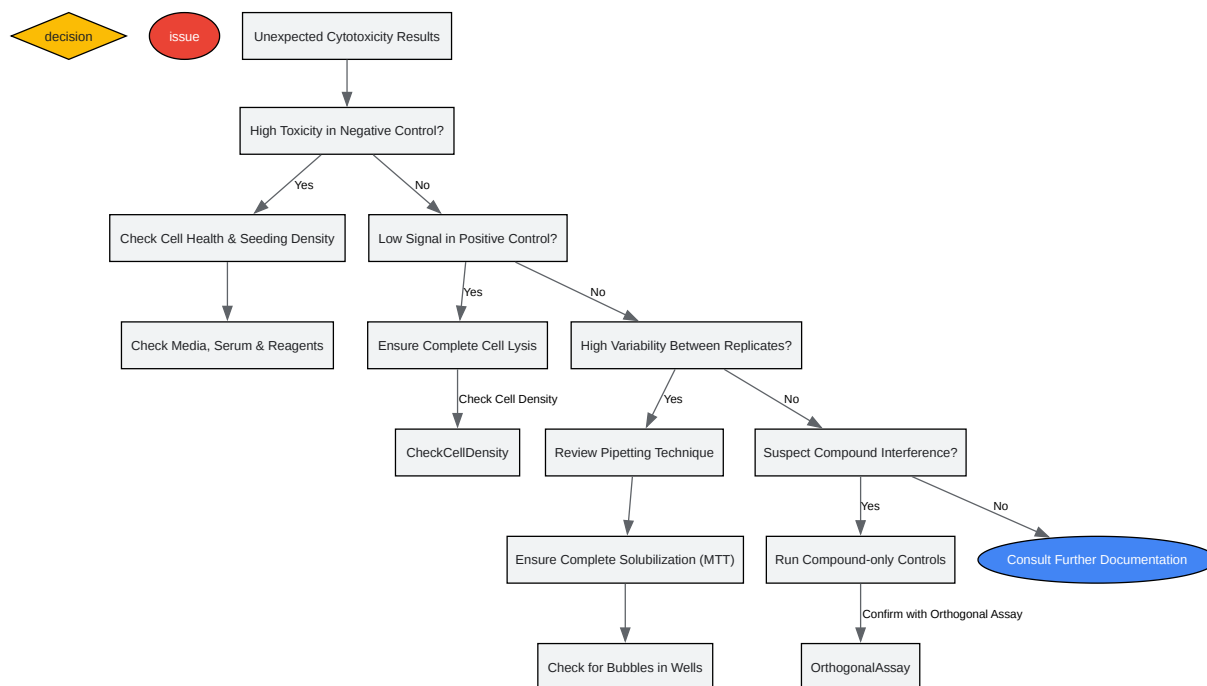 decision
issue
Unexpected Cytotoxicity Results
High Toxicity in Negative Control?
Yes
No
Check Cell Health & Seeding Density
Low Signal in Positive Control?
Yes
No
Check Media, Serum & Reagents
Ensure Complete Cell Lysis
High Variability Between Replicates?
Check Cell Density
Yes
No
CheckCellDensity
Review Pipetting Technique
Suspect Compound Interference?
Yes
No
Ensure Complete Solubilization (MTT)
Run Compound-only Controls
Consult Further Documentation
Confirm with Orthogonal Assay
Check for Bubbles in Wells
OrthogonalAssay